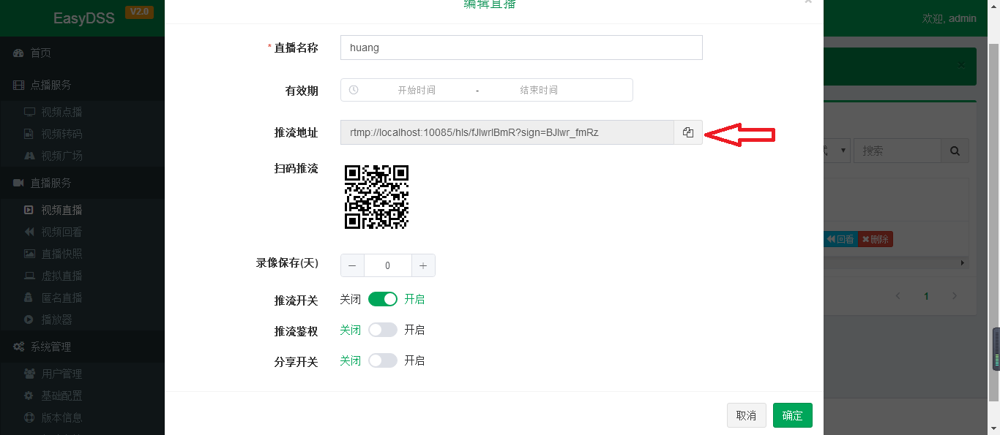 EasyDSS V2.0
首页
点播服务
视频点播
视频转码
视频广场
直播服务
视频直播
视频回看
直播快照
虚拟直播
匿名直播
播放器
系统管理
用户管理
基础配置
版本信息
编辑直播
* 直播名称 huang
有效期 开始时间 - 结束时间
推流地址 rtmp://localhost:10085/hls/fJlwrlBmR?sign=BJlwr_fmRz
扫码推流
录像保存(天) 0
推流开关 关闭 开启
推流鉴权 关闭 开启
分享开关 关闭 开启
取消 确定
欢迎, admin
式 搜索
回看 删除
1